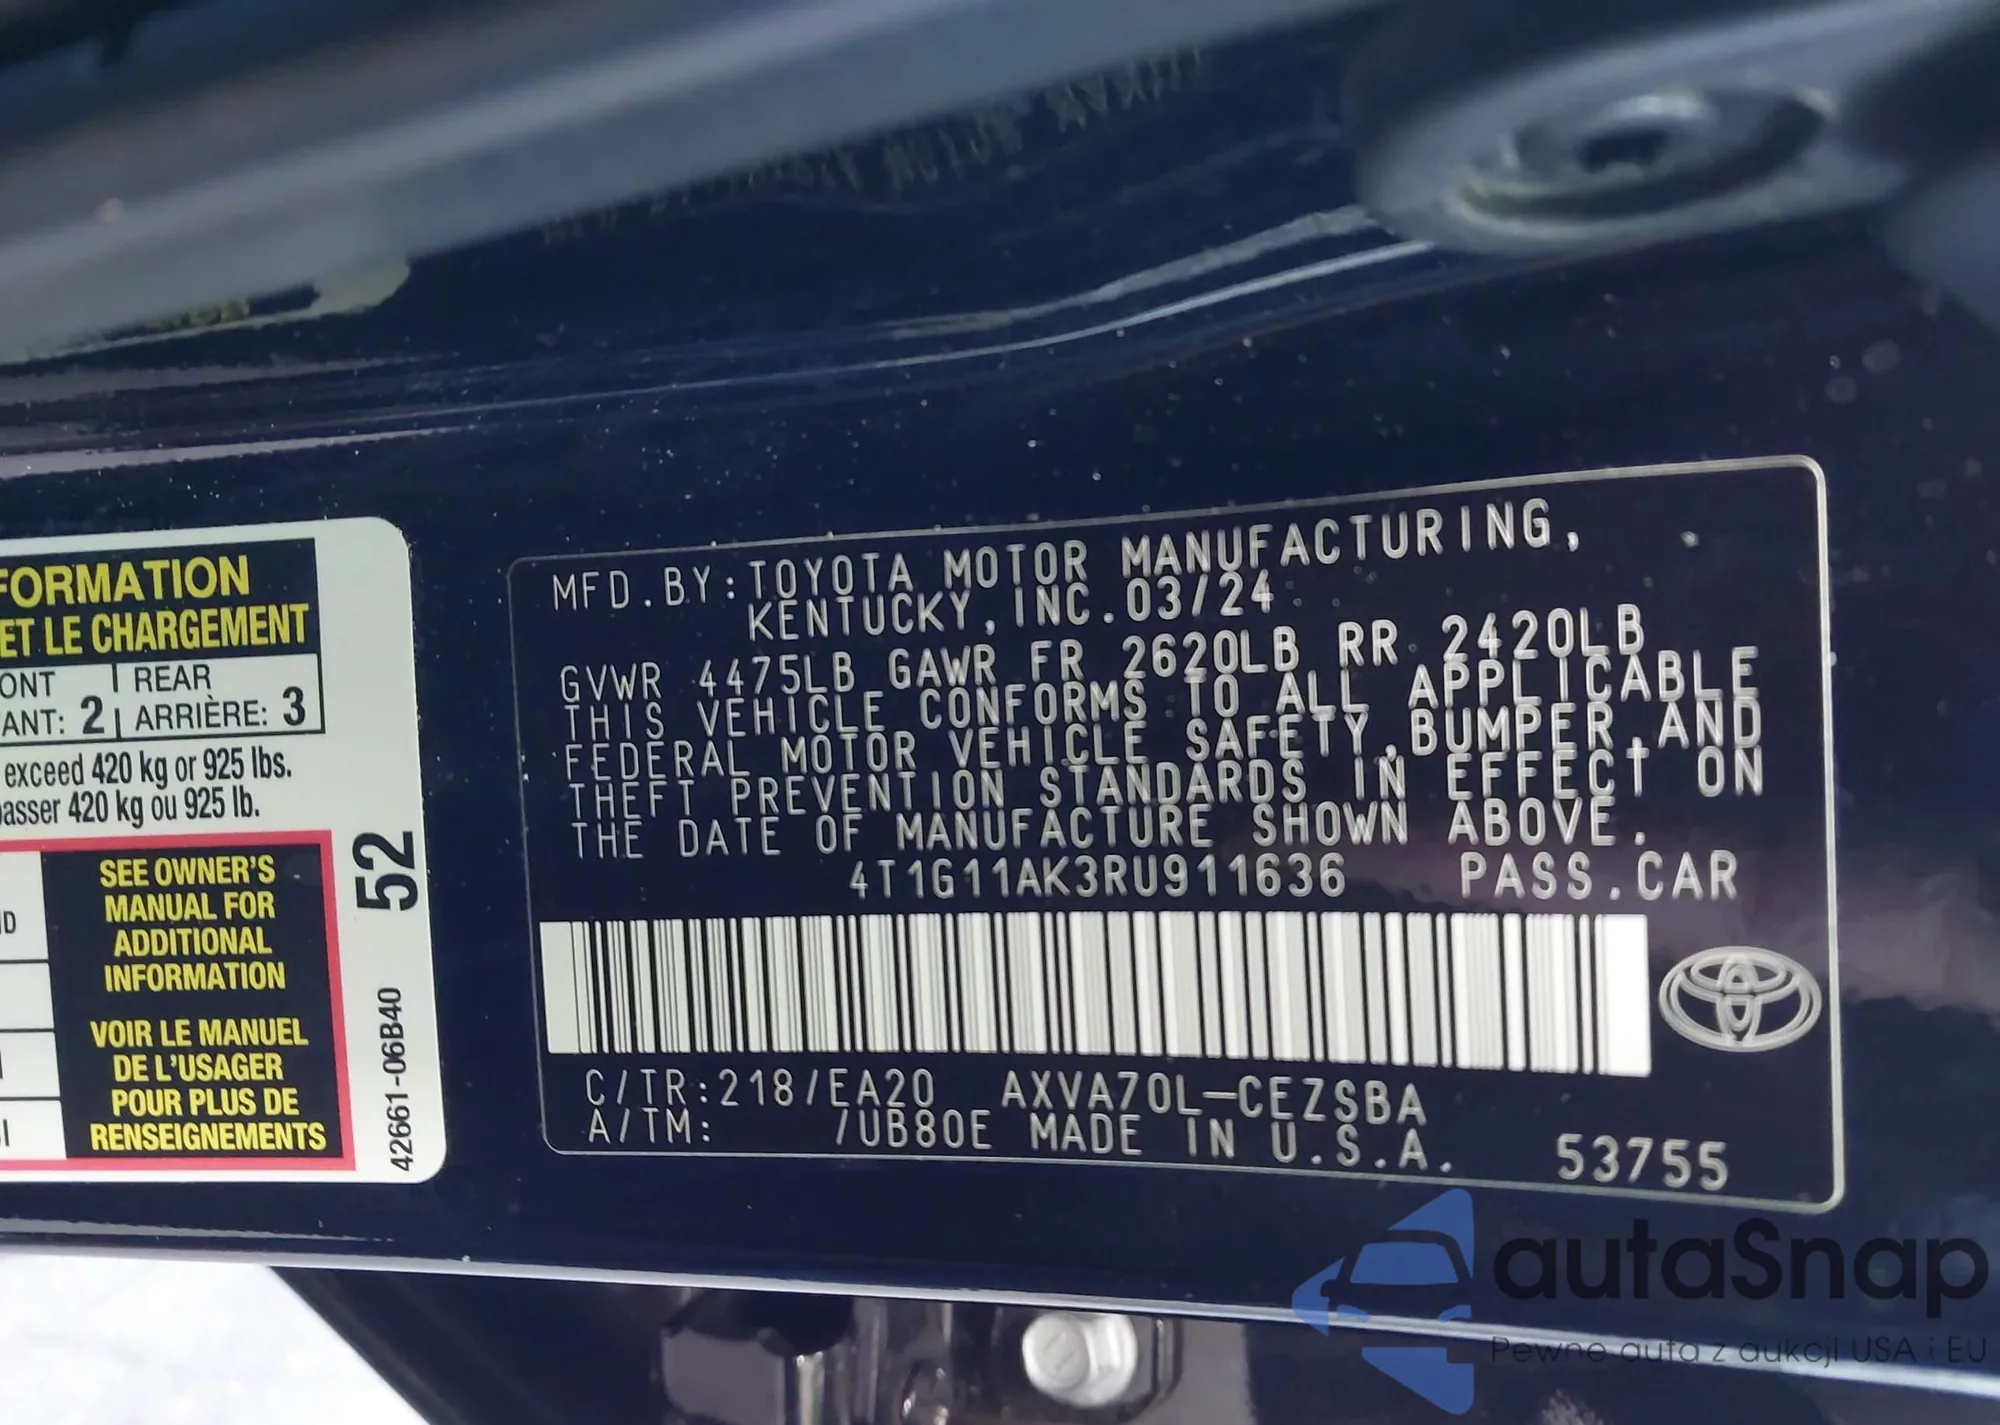 FORMATION
ET LE CHARGEMENT
ONT
REAR
ANT: 2
ARRIÈRE: 3
exceed 420 kg or 925 lbs.
passer 420 kg ou 925 lb.
SEE OWNER'S
MANUAL FOR
ADDITIONAL
INFORMATION
VOIR LE MANUEL
DE L'USAGER
POUR PLUS DE
RENSEIGNEMENTS
52
42661-06B40
MFD.BY:TOYOTA MOTOR MANUFACTURING,
KENTUCKY,INC.03/24
GVWR 4475LB GAWR FR 2620LB RR 2420LB
THIS VEHICLE CONFORMS TO ALL APPLICABLE
FEDERAL MOTOR VEHICLE SAFETY,BUMPER,AND
THEFT PREVENTION STANDARDS IN EFFECT ON
THE DATE OF MANUFACTURE SHOWN ABOVE.
4T1G11AK3RU911636 PASS.CAR
C/TR:218/EA20 AXVA70L-CEZSBA
A/TM: /UB80E MADE IN U.S.A. 53755
autaSnap
Pewne auta z aukcji USA i EU